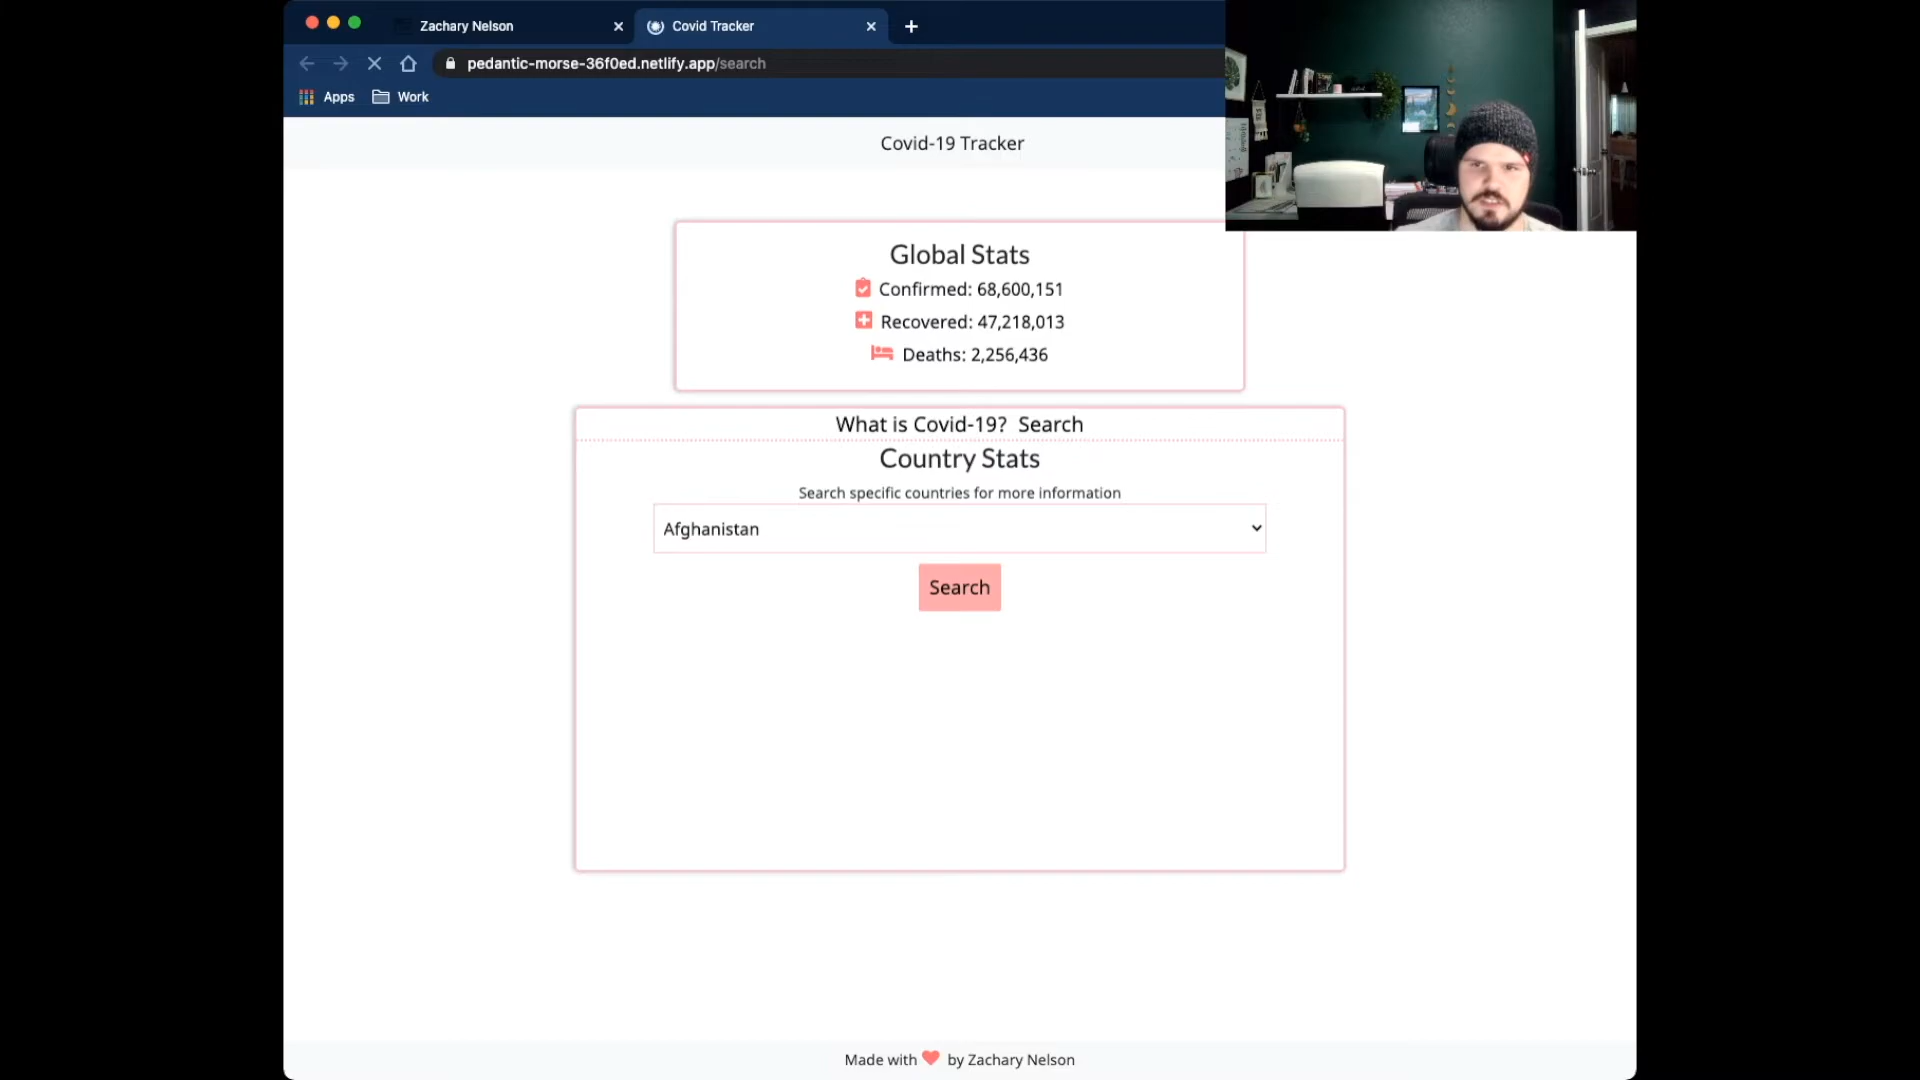 Zachary Nelson
Covid Tracker
pedantic-morse-36f0ed.netlify.app/search
Apps
Work
Covid-19 Tracker
Global Stats
Confirmed: 68,600,151
Recovered: 47,218,013
Deaths: 2,256,436
What is Covid-19? Search
Country Stats
Search specific countries for more information
Afghanistan
Search
Made with by Zachary Nelson